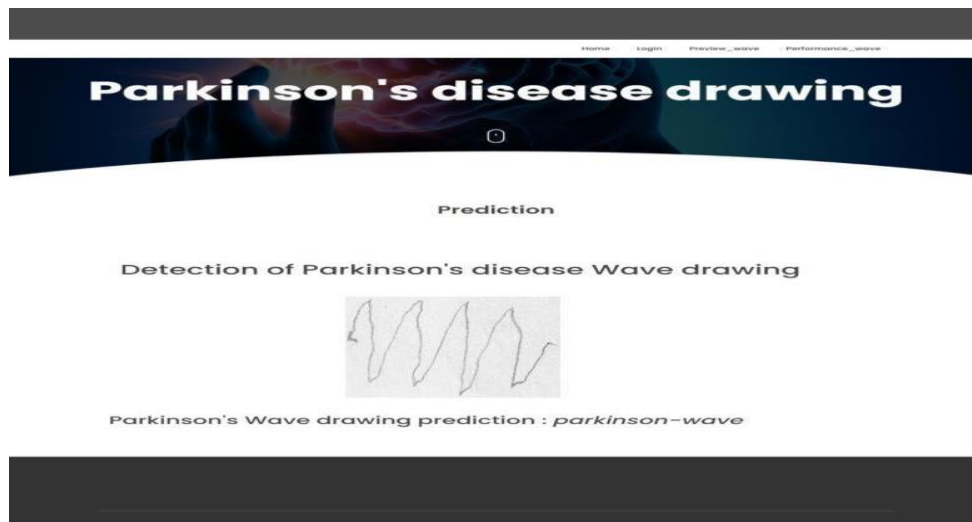 Home Login Preview_wave Performance_wave
Parkinson's disease drawing
Prediction
Detection of Parkinson's disease Wave drawing
Parkinson's Wave drawing prediction : parkinson-wave